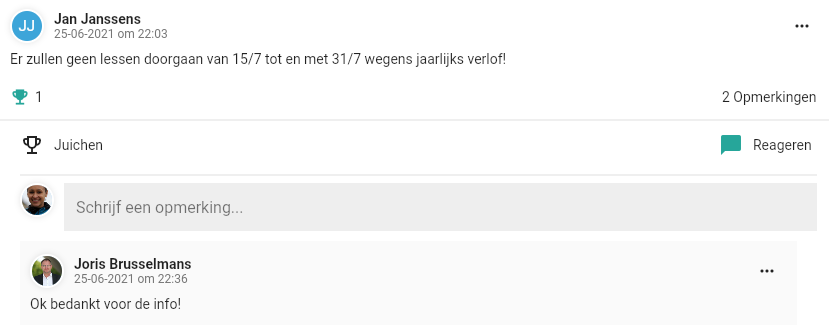 JJ
Jan Janssens
25-06-2021 om 22:03
Er zullen geen lessen doorgaan van 15/7 tot en met 31/7 wegens jaarlijks verlof!
1
2 Opmerkingen
Juichen
Reageren
Schrijf een opmerking...
Joris Brusselmans
25-06-2021 om 22:36
Ok bedankt voor de info!